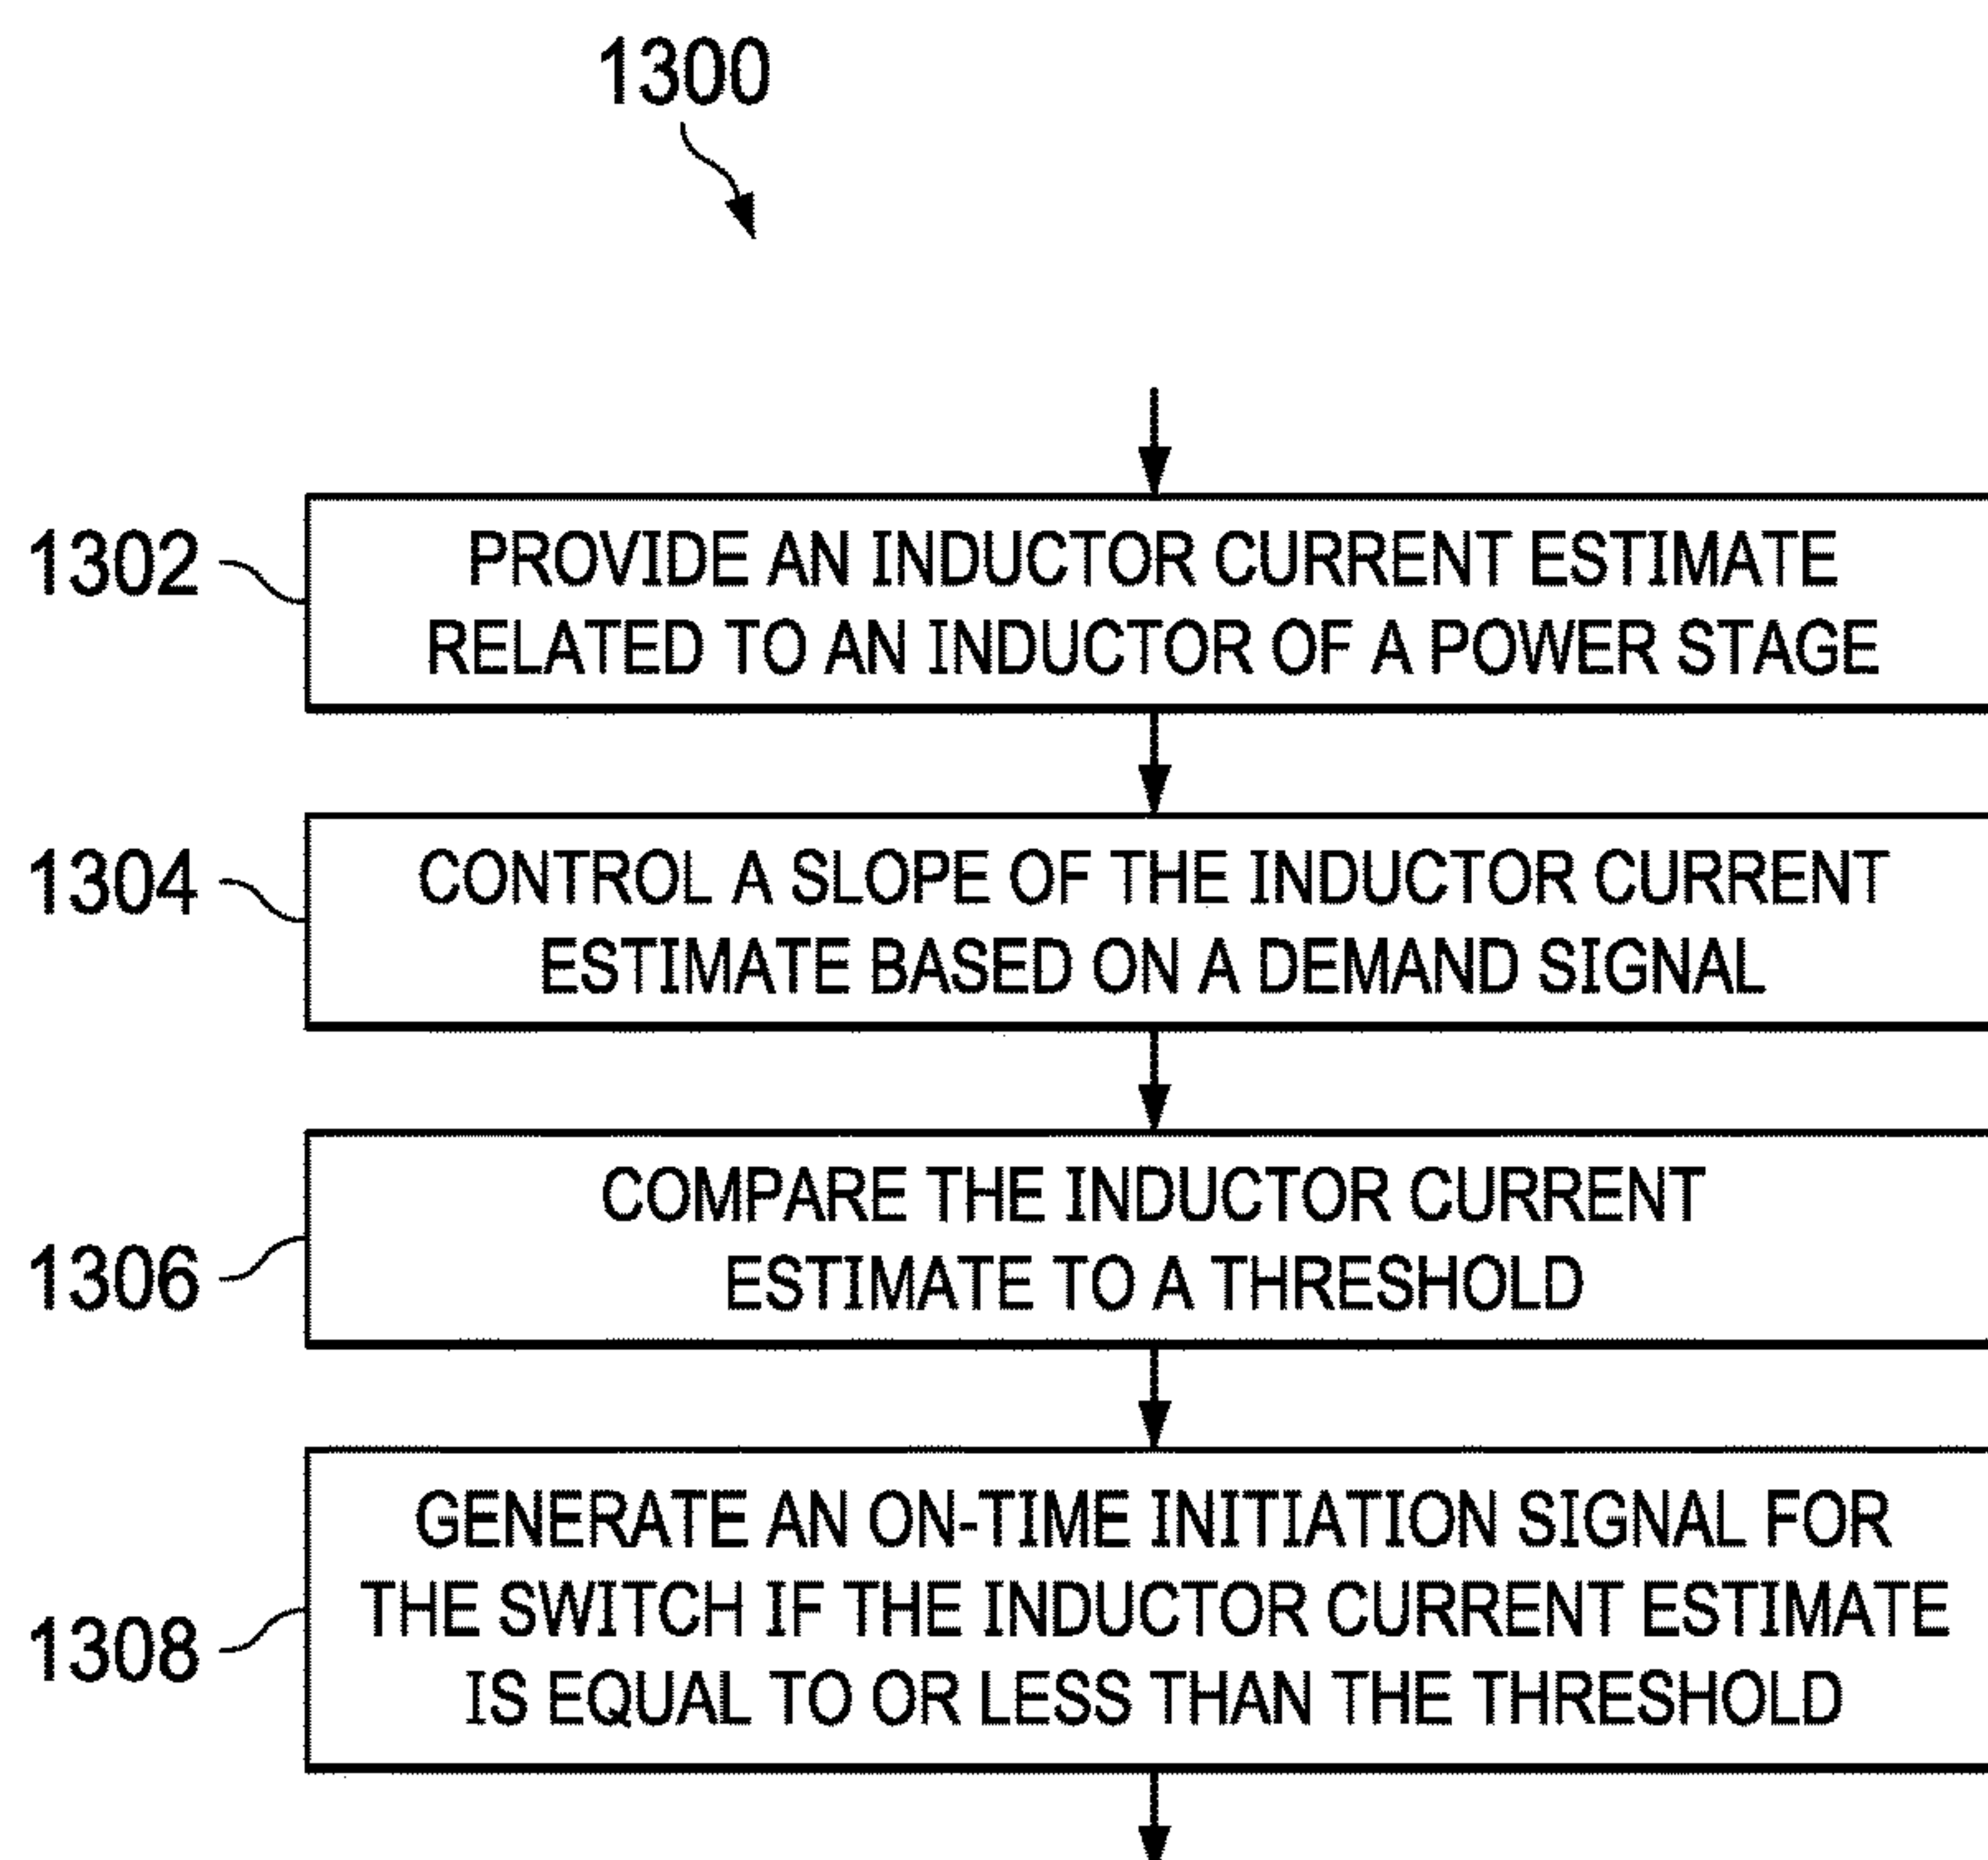 1300
1302
PROVIDE AN INDUCTOR CURRENT ESTIMATE
RELATED TO AN INDUCTOR OF A POWER STAGE
1304
CONTROL A SLOPE OF THE INDUCTOR CURRENT
ESTIMATE BASED ON A DEMAND SIGNAL
1306
COMPARE THE INDUCTOR CURRENT
ESTIMATE TO A THRESHOLD
1308
GENERATE AN ON-TIME INITIATION SIGNAL FOR
THE SWITCH IF THE INDUCTOR CURRENT ESTIMATE
IS EQUAL TO OR LESS THAN THE THRESHOLD